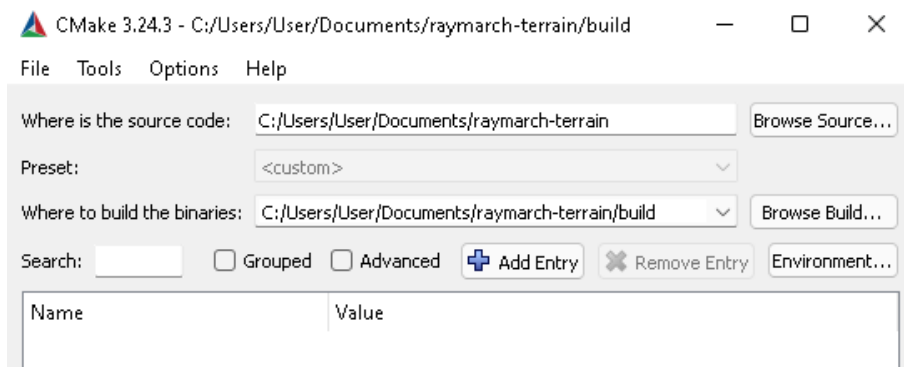 CMake 3.24.3 - C:/Users/User/Documents/raymarch-terrain/build
File Tools Options Help
Where is the source code: C:/Users/User/Documents/raymarch-terrain Browse Source...
Preset: <custom>
Where to build the binaries: C:/Users/User/Documents/raymarch-terrain/build Browse Build...
Search: Grouped Advanced Add Entry Remove Entry Environment...
Name Value